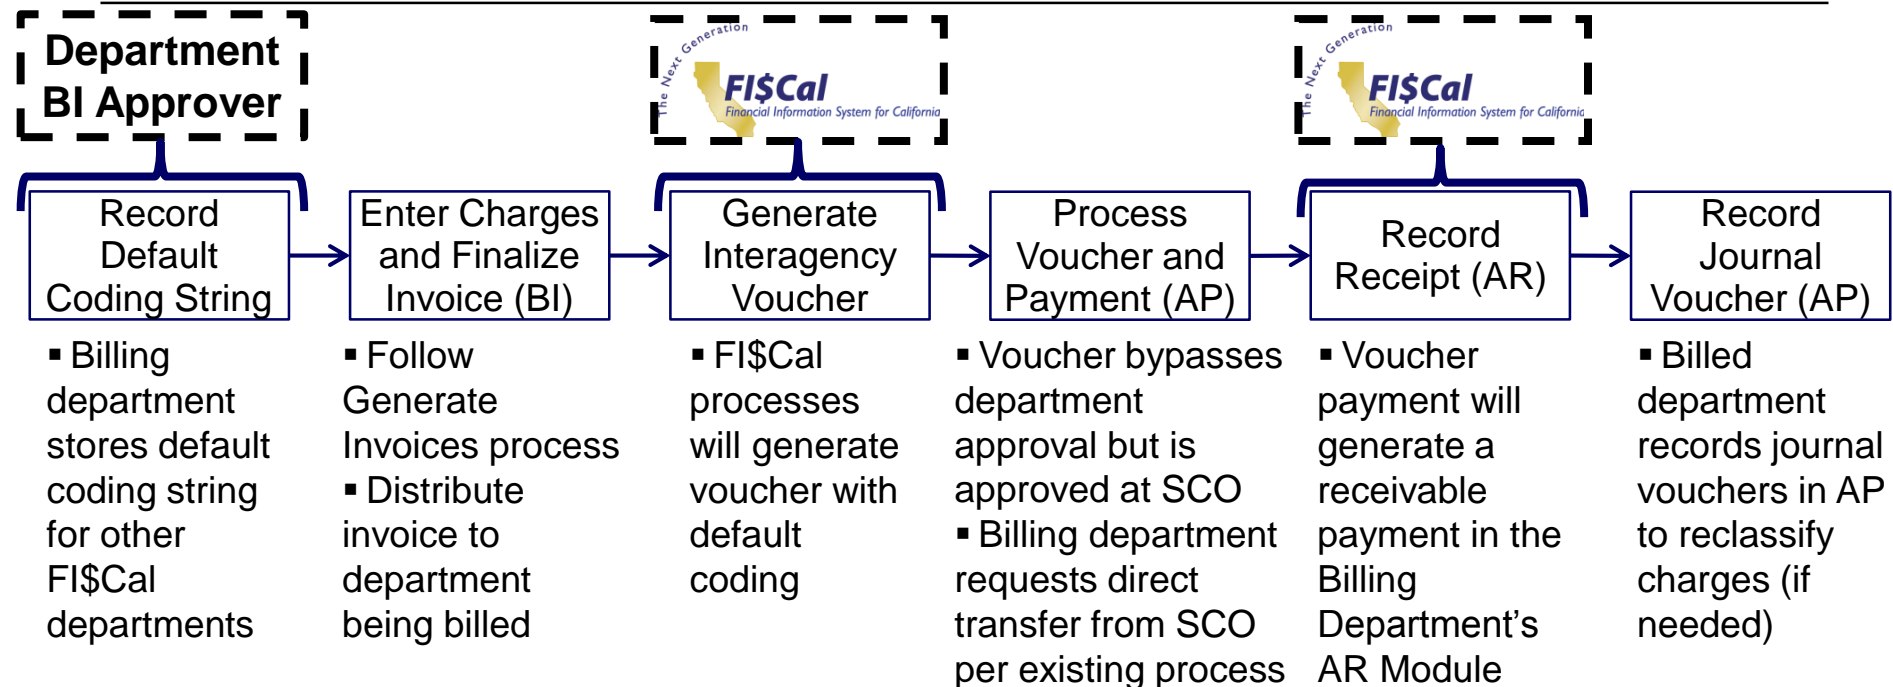 Department
BI Approver
The Next Generation
FI$Cal
Financial Information System for California
The Next Generation
FI$Cal
Financial Information System for California
Record
Default
Coding String
Enter Charges
and Finalize
Invoice (BI)
Generate
Interagency
Voucher
Process
Voucher and
Payment (AP)
Record
Receipt (AR)
Record
Journal
Voucher (AP)
▪ Billing
department
stores default
coding string
for other
FI$Cal
departments
▪ Follow
Generate
Invoices process
▪ Distribute
invoice to
department
being billed
▪ FI$Cal
processes
will generate
voucher with
default
coding
▪ Voucher bypasses
department
approval but is
approved at SCO
▪ Billing department
requests direct
transfer from SCO
per existing process
▪ Voucher
payment will
generate a
receivable
payment in the
Billing
Department’s
AR Module
▪ Billed
department
records journal
vouchers in AP
to reclassify
charges (if
needed)